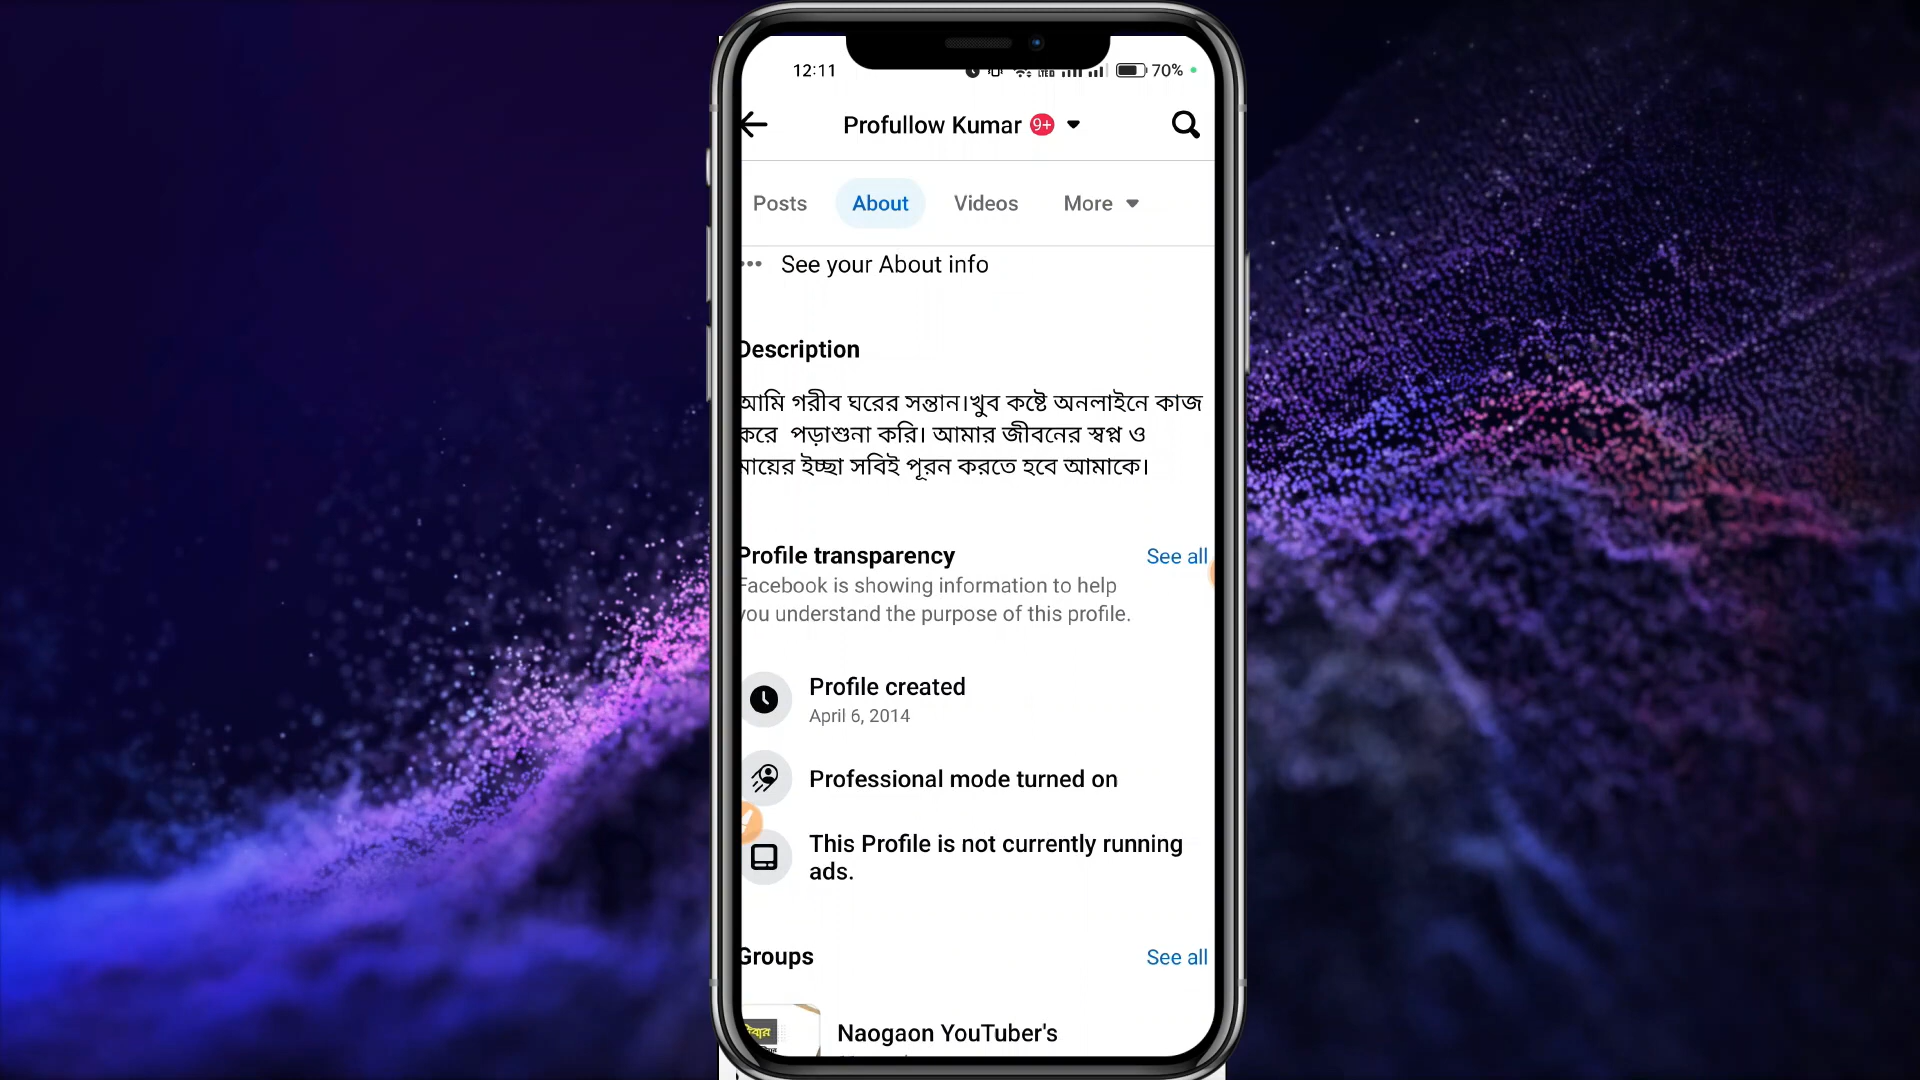 12:11
70%
Profullow Kumar 9+
Posts About Videos More
See your About info
Description
আমি গরীব ঘরের সন্তান।খুব কষ্টে অনলাইনে কাজ
করে পড়াশুনা করি। আমার জীবনের স্বপ্ন ও
মায়ের ইচ্ছা সবিই পূরন করতে হবে আমাকে।
Profile transparency See all
Facebook is showing information to help
you understand the purpose of this profile.
Profile created
April 6, 2014
Professional mode turned on
This Profile is not currently running
ads.
Groups See all
Naogaon YouTuber's